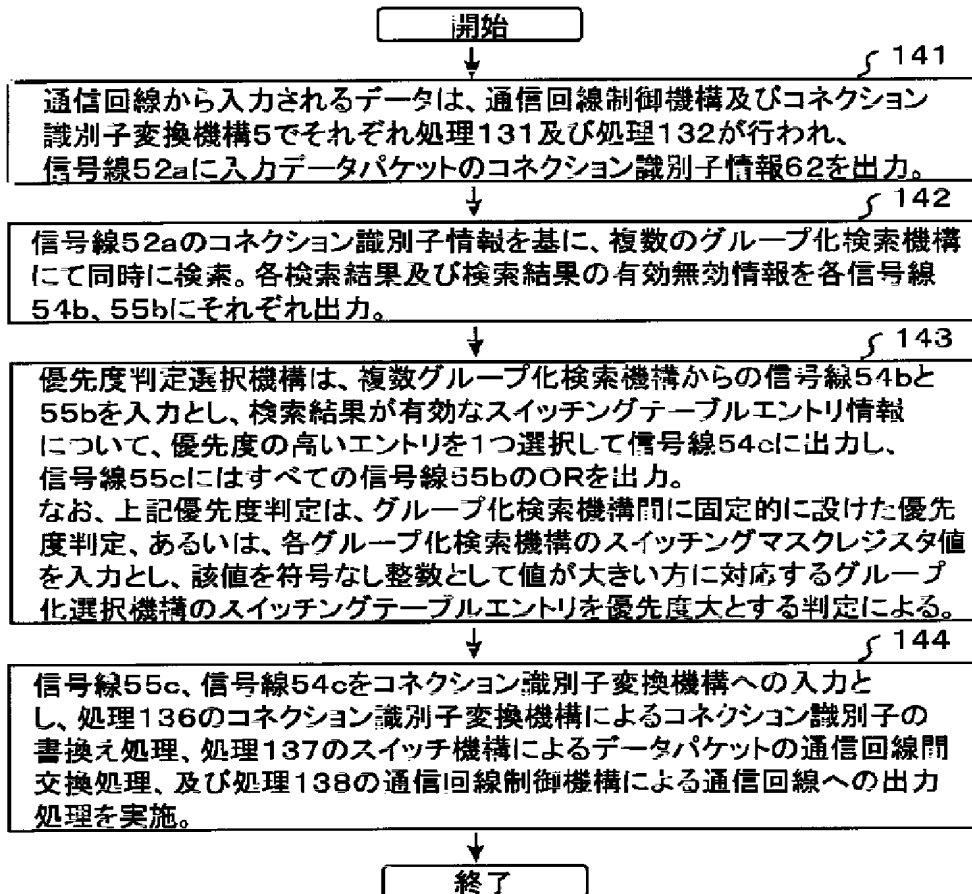 開始
141
通信回線から入力されるデータは、通信回線制御機構及びコネクション
識別子変換機構5でそれぞれ処理131及び処理132が行われ、
信号線52aに入力データパケットのコネクション識別子情報62を出力。
142
信号線52aのコネクション識別子情報を基に、複数のグループ化検索機構
にて同時に検索。各検索結果及び検索結果の有効無効情報を各信号線
54b、55bにそれぞれ出力。
143
優先度判定選択機構は、複数グループ化検索機構からの信号線54bと
55bを入力とし、検索結果が有効なスイッチングテーブルエントリ情報
について、優先度の高いエントリを1つ選択して信号線54cに出力し、
信号線55cにはすべての信号線55bのORを出力。
なお、上記優先度判定は、グループ化検索機構間に固定的に設けた優先
度判定、あるいは、各グループ化検索機構のスイッチングマスクレジスタ値
を入力とし、該値を符号なし整数として値が大きい方に対応するグループ
化選択機構のスイッチングテーブルエントリを優先度大とする判定による。
144
信号線55c、信号線54cをコネクション識別子変換機構への入力と
し、処理136のコネクション識別子変換機構によるコネクション識別子の
書換え処理、処理137のスイッチ機構によるデータパケットの通信回線間
交換処理、及び処理138の通信回線制御機構による通信回線への出力
処理を実施。
終了